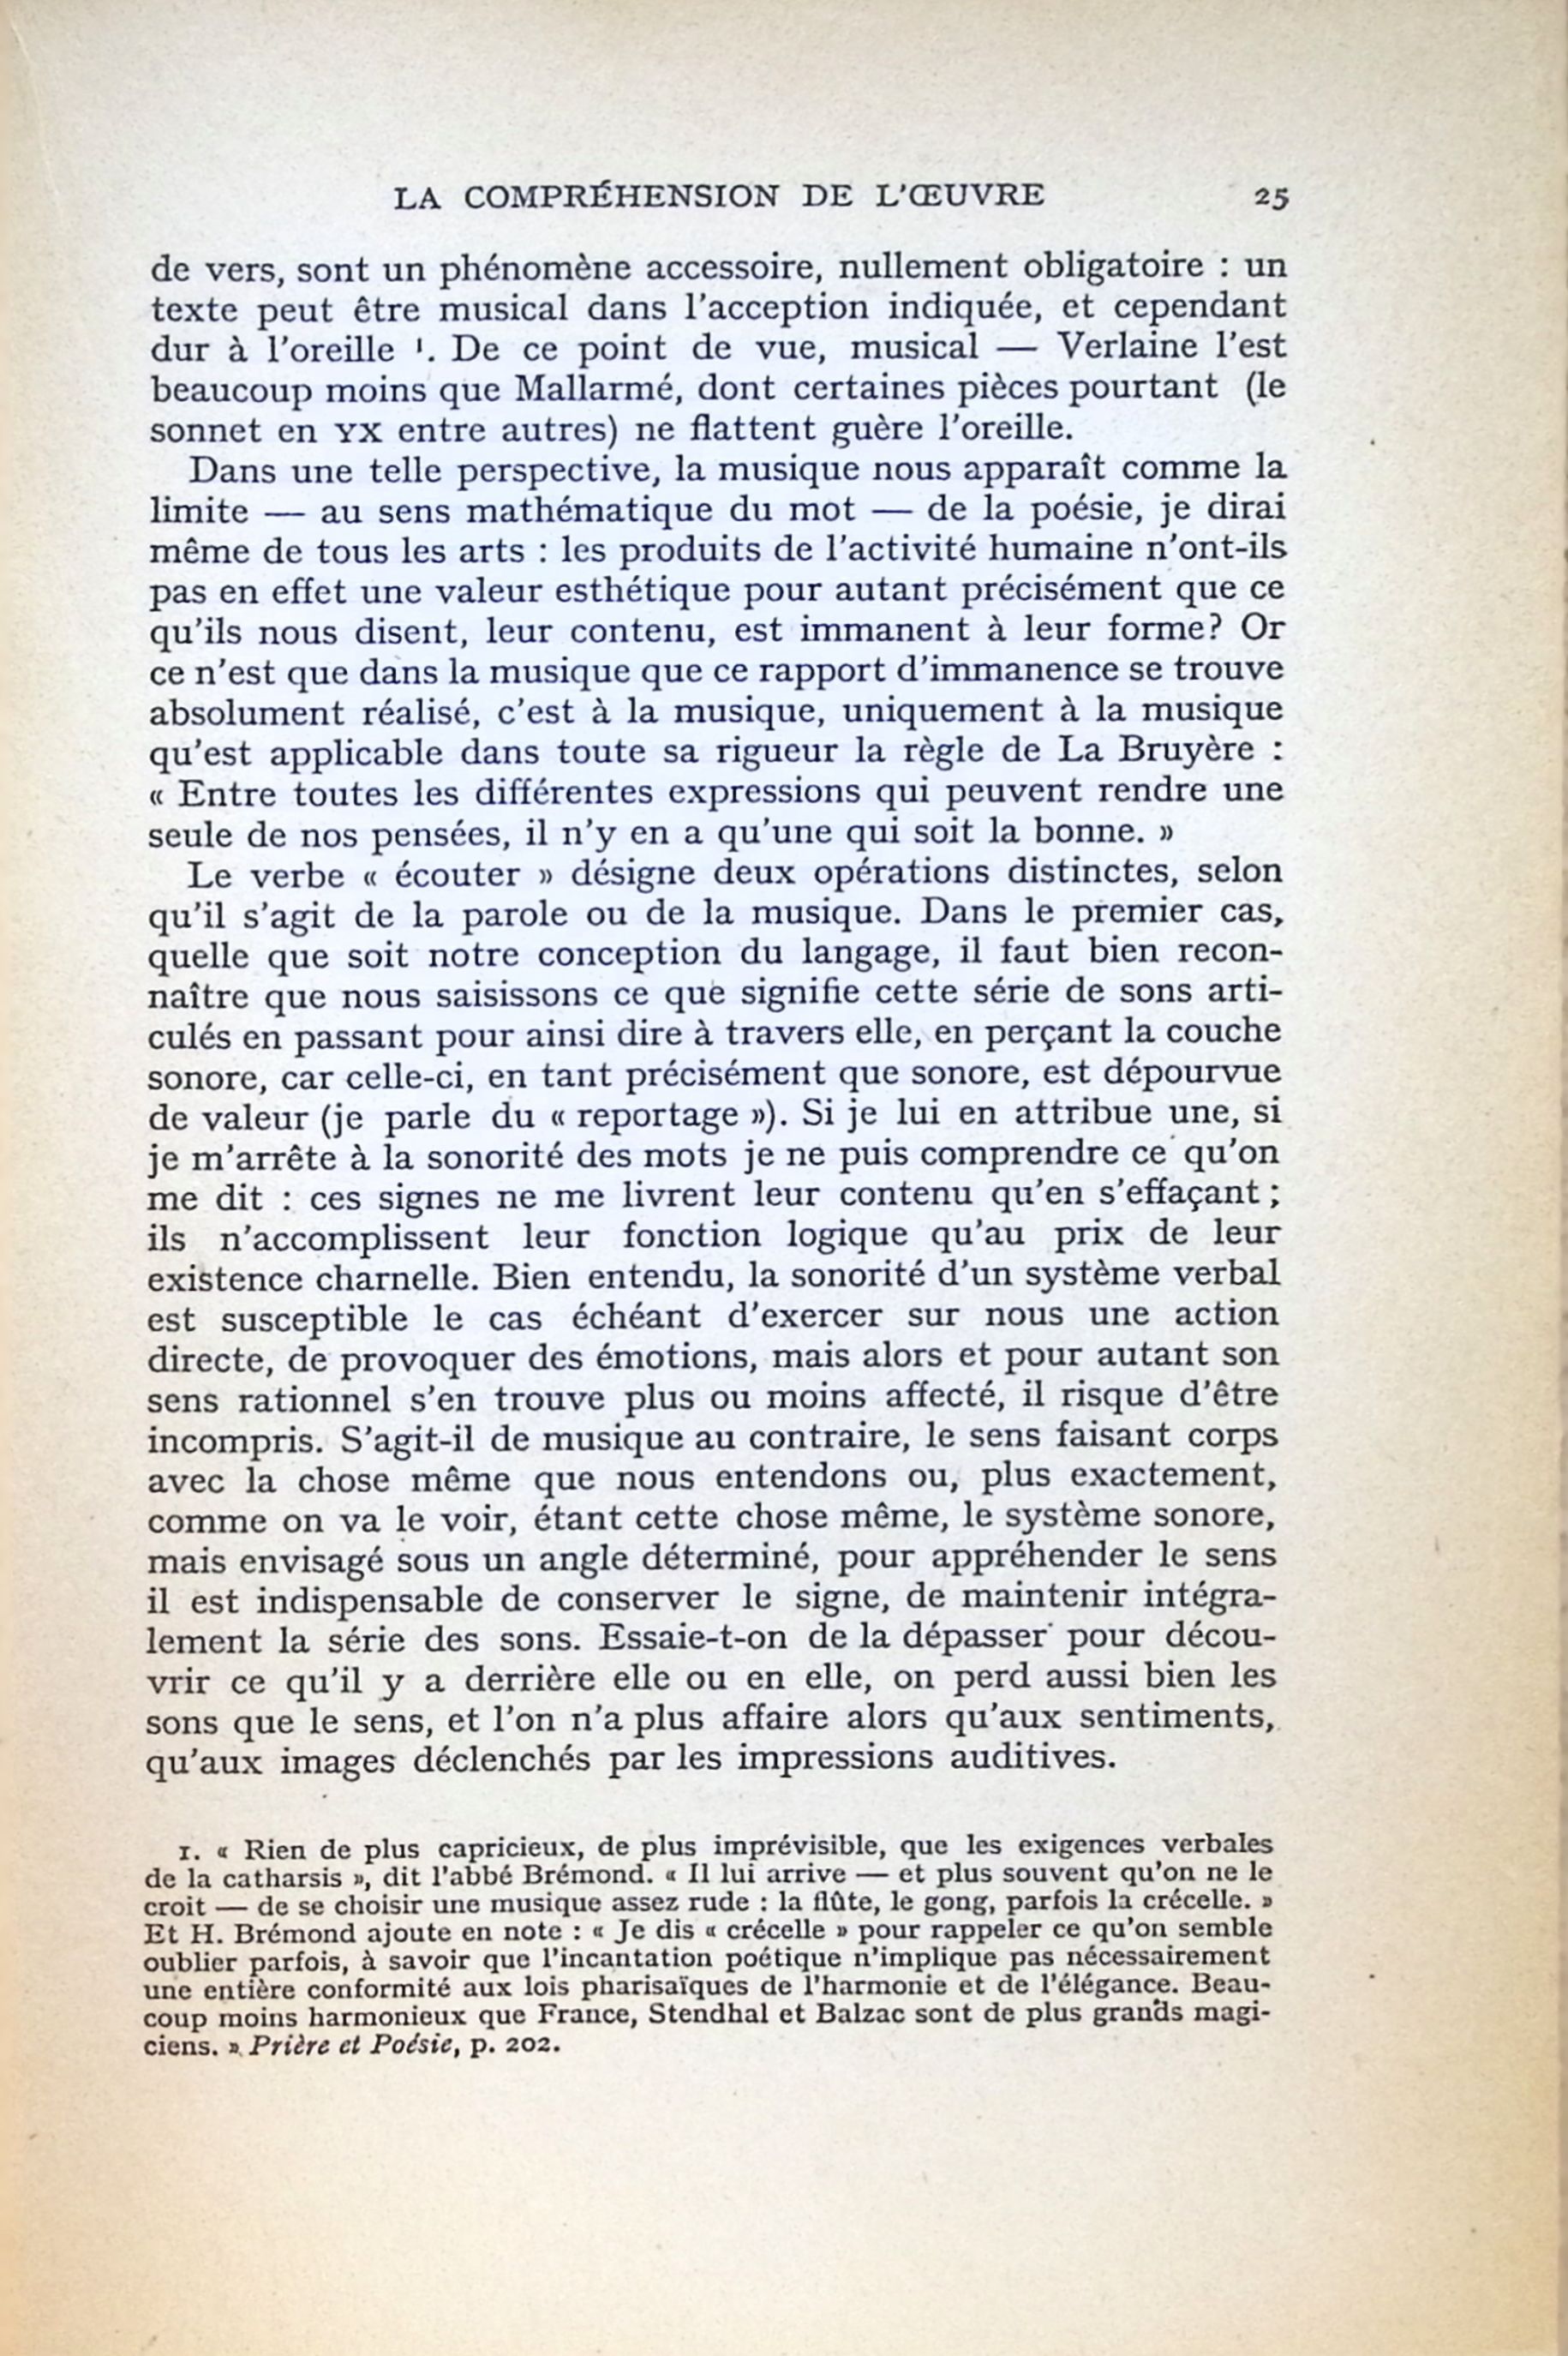 LA COMPRÉHENSION DE L'ŒUVRE 25
de vers, sont un phénomène accessoire, nullement obligatoire : un
texte peut être musical dans l'acception indiquée, et cependant
dur à l'oreille ¹. De ce point de vue, musical — Verlaine l'est
beaucoup moins que Mallarmé, dont certaines pièces pourtant (le
sonnet en YX entre autres) ne flattent guère l'oreille.
Dans une telle perspective, la musique nous apparaît comme la
limite — au sens mathématique du mot — de la poésie, je dirai
même de tous les arts : les produits de l'activité humaine n'ont-ils
pas en effet une valeur esthétique pour autant précisément que ce
qu'ils nous disent, leur contenu, est immanent à leur forme? Or
ce n'est que dans la musique que ce rapport d'immanence se trouve
absolument réalisé, c'est à la musique, uniquement à la musique
qu'est applicable dans toute sa rigueur la règle de La Bruyère :
« Entre toutes les différentes expressions qui peuvent rendre une
seule de nos pensées, il n'y en a qu'une qui soit la bonne. »
Le verbe « écouter » désigne deux opérations distinctes, selon
qu'il s'agit de la parole ou de la musique. Dans le premier cas,
quelle que soit notre conception du langage, il faut bien recon-
naître que nous saisissons ce que signifie cette série de sons arti-
culés en passant pour ainsi dire à travers elle, en perçant la couche
sonore, car celle-ci, en tant précisément que sonore, est dépourvue
de valeur (je parle du « reportage »). Si je lui en attribue une, si
je m'arrête à la sonorité des mots je ne puis comprendre ce qu'on
me dit : ces signes ne me livrent leur contenu qu'en s'effaçant ;
ils n'accomplissent leur fonction logique qu'au prix de leur
existence charnelle. Bien entendu, la sonorité d'un système verbal
est susceptible le cas échéant d'exercer sur nous une action
directe, de provoquer des émotions, mais alors et pour autant son
sens rationnel s'en trouve plus ou moins affecté, il risque d'être
incompris. S'agit-il de musique au contraire, le sens faisant corps
avec la chose même que nous entendons ou, plus exactement,
comme on va le voir, étant cette chose même, le système sonore,
mais envisagé sous un angle déterminé, pour appréhender le sens
il est indispensable de conserver le signe, de maintenir intégra-
lement la série des sons. Essaie-t-on de la dépasser pour décou-
vrir ce qu'il y a derrière elle ou en elle, on perd aussi bien les
sons que le sens, et l'on n'a plus affaire alors qu'aux sentiments,
qu'aux images déclenchés par les impressions auditives.
1. « Rien de plus capricieux, de plus imprévisible, que les exigences verbales
de la catharsis », dit l'abbé Brémond. « Il lui arrive — et plus souvent qu'on ne le
croit — de se choisir une musique assez rude : la flûte, le gong, parfois la crécelle. »
Et H. Brémond ajoute en note : « Je dis « crécelle » pour rappeler ce qu'on semble
oublier parfois, à savoir que l'incantation poétique n'implique pas nécessairement
une entière conformité aux lois pharisaïques de l'harmonie et de l'élégance. Beau-
coup moins harmonieux que France, Stendhal et Balzac sont de plus grands magi-
ciens. » Prière et Poésie, p. 202.